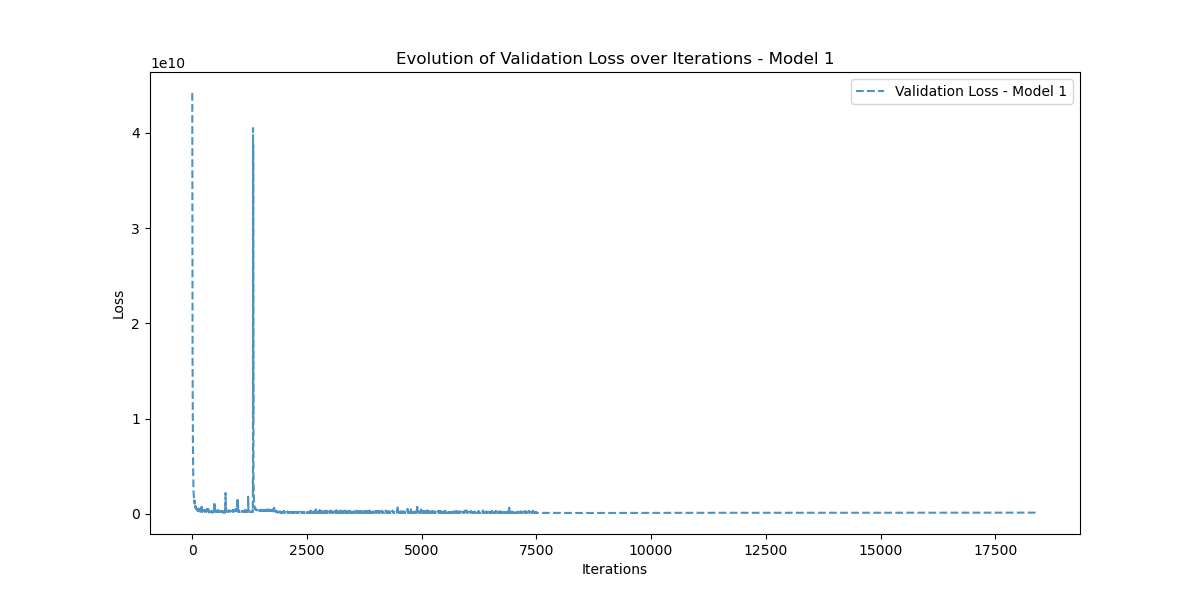 Evolution of Validation Loss over Iterations - Model 1
1e10
Validation Loss - Model 1
4
3
2
1
0
Loss
0 2500 5000 7500 10000 12500 15000 17500
Iterations